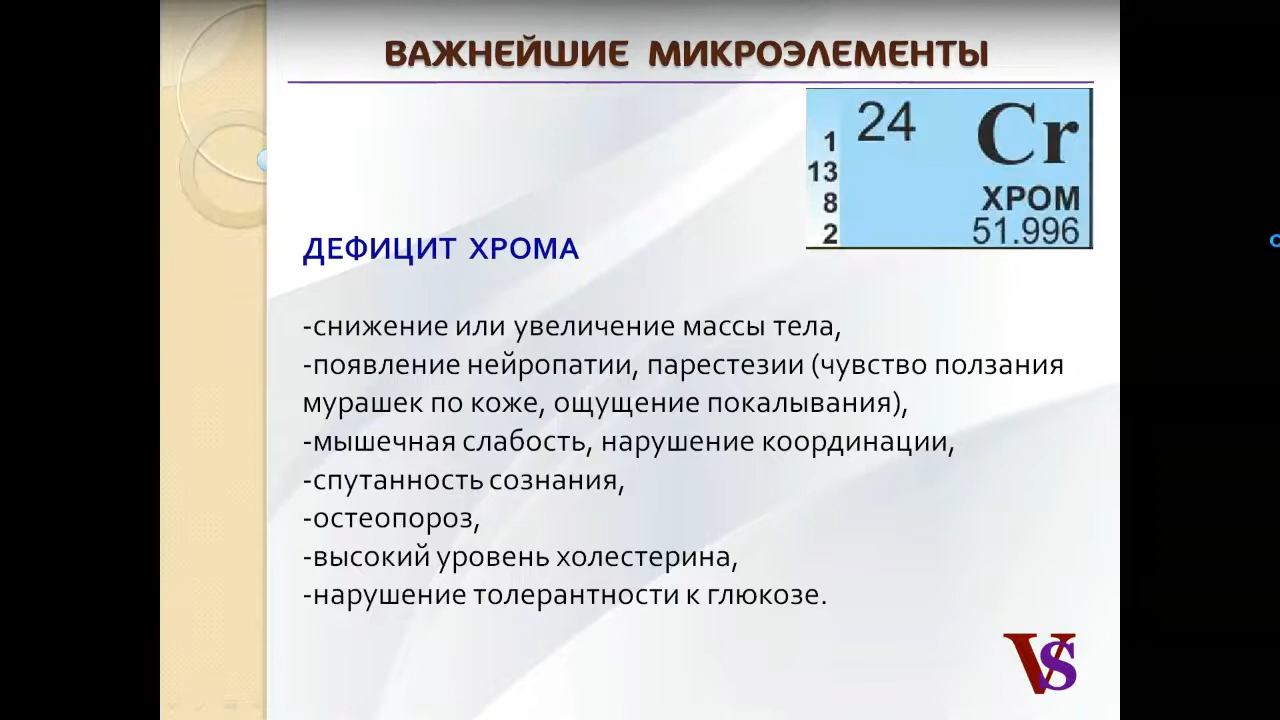 ВАЖНЕЙШИЕ МИКРОЭЛЕМЕНТЫ
24 Cr
1
13
8
2
ХРОМ
51.996
ДЕФИЦИТ ХРОМА
-снижение или увеличение массы тела,
-появление нейропатии, парестезии (чувство ползания
мурашек по коже, ощущение покалывания),
-мышечная слабость, нарушение координации,
-спутанность сознания,
-остеопороз,
-высокий уровень холестерина,
-нарушение толерантности к глюкозе.
VS